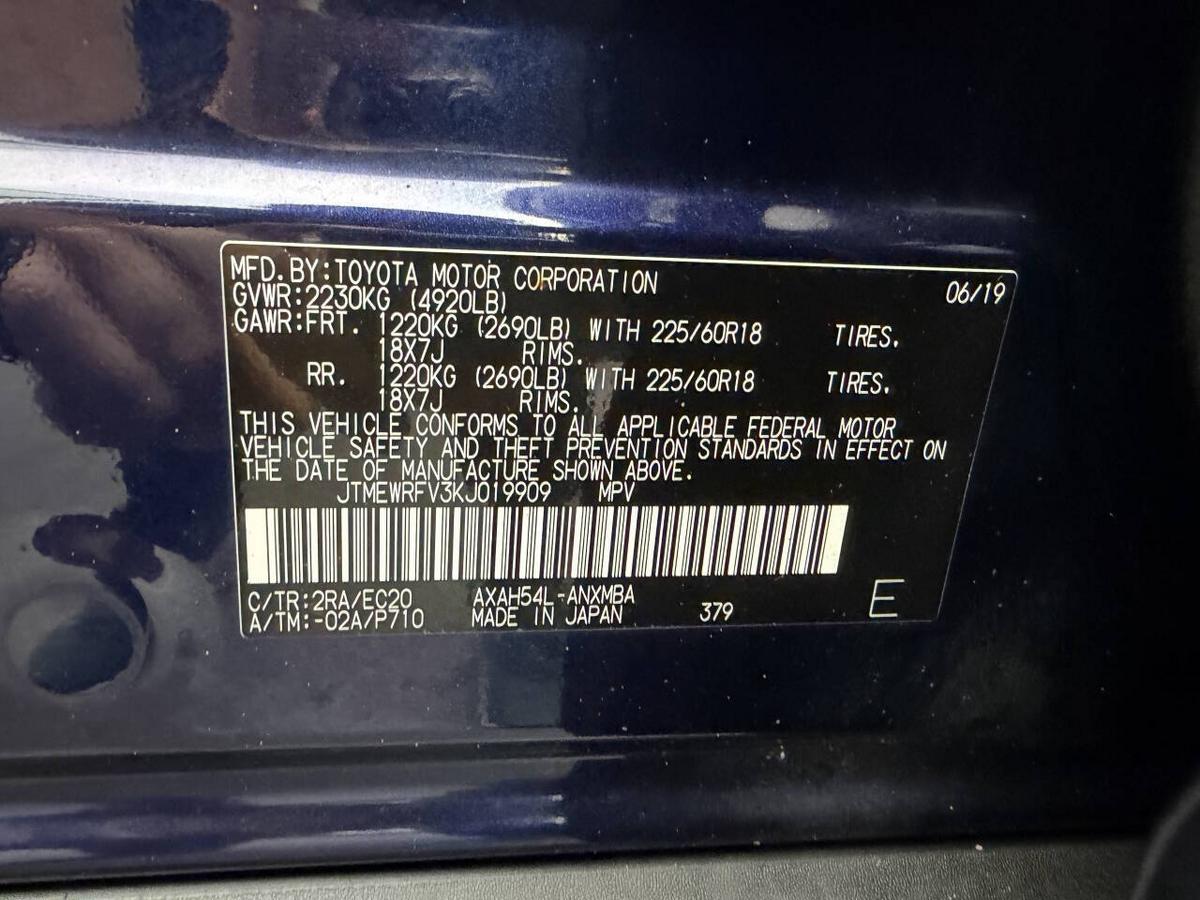 MFD.BY:TOYOTA MOTOR CORPORATION 06/19
GVWR:2230KG (4920LB)
GAWR:FRT. 1220KG (2690LB) WITH 225/60R18 TIRES.
18X7J RIMS.
RR. 1220KG (2690LB) WITH 225/60R18 TIRES.
18X7J RIMS.
THIS VEHICLE CONFORMS TO ALL APPLICABLE FEDERAL MOTOR
VEHICLE SAFETY AND THEFT PREVENTION STANDARDS IN EFFECT ON
THE DATE OF MANUFACTURE SHOWN ABOVE.
JTMEWRFV3KJ019909 MPV
C/TR:2RA/EC20 AXAH54L-ANXMBA
A/TM:-02A/P710 MADE IN JAPAN 379 E